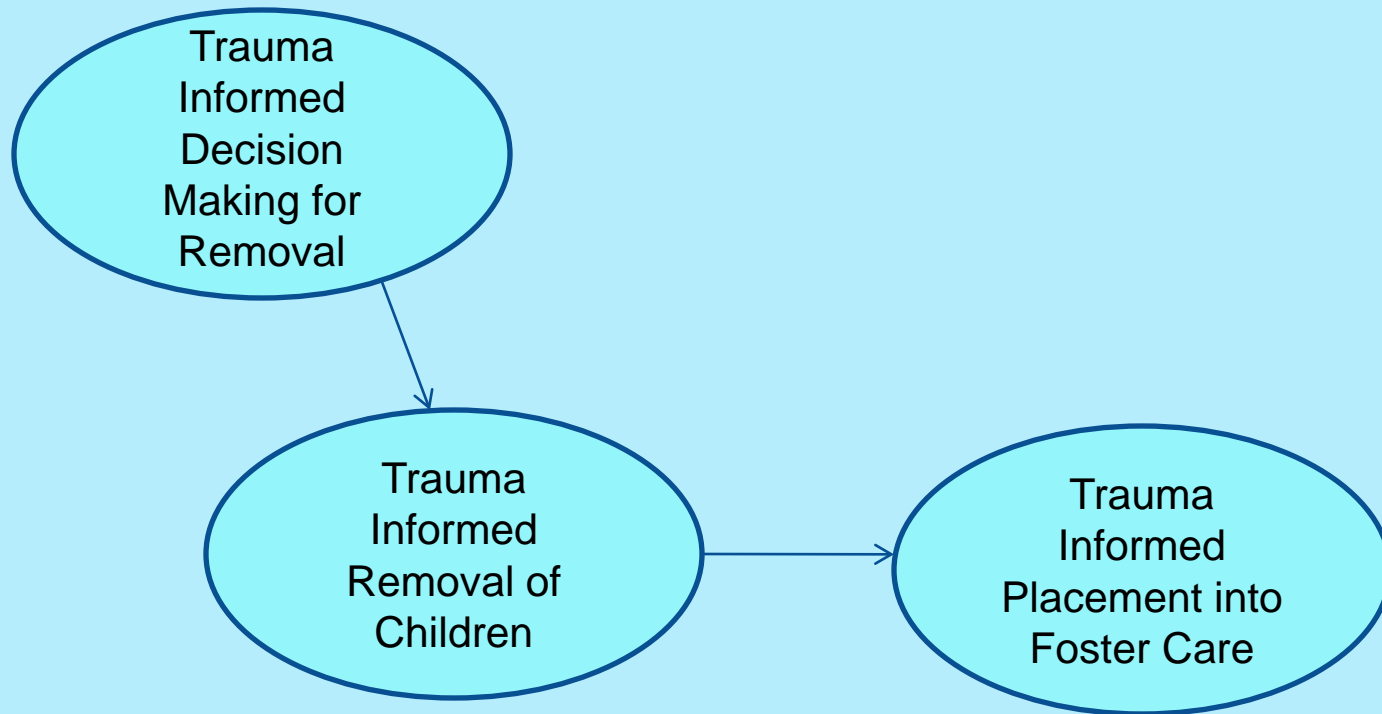 Trauma
Informed
Decision
Making for
Removal
Trauma
Informed
Removal of
Children
Trauma
Informed
Placement into
Foster Care